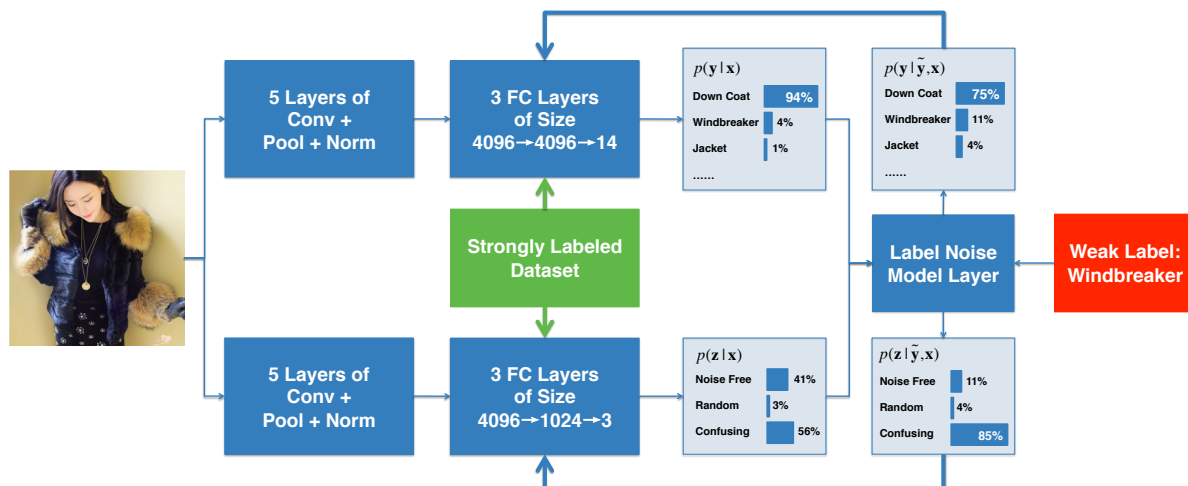 5 Layers of
Conv +
Pool + Norm
3 FC Layers
of Size
4096→4096→14
p(y|x)
Down Coat 94%
Windbreaker 4%
Jacket 1%
......
p(y|ỹ,x)
Down Coat 75%
Windbreaker 11%
Jacket 4%
......
Strongly Labeled
Dataset
Label Noise
Model Layer
Weak Label:
Windbreaker
5 Layers of
Conv +
Pool + Norm
3 FC Layers
of Size
4096→1024→3
p(z|x)
Noise Free 41%
Random 3%
Confusing 56%
p(z|ỹ,x)
Noise Free 11%
Random 4%
Confusing 85%